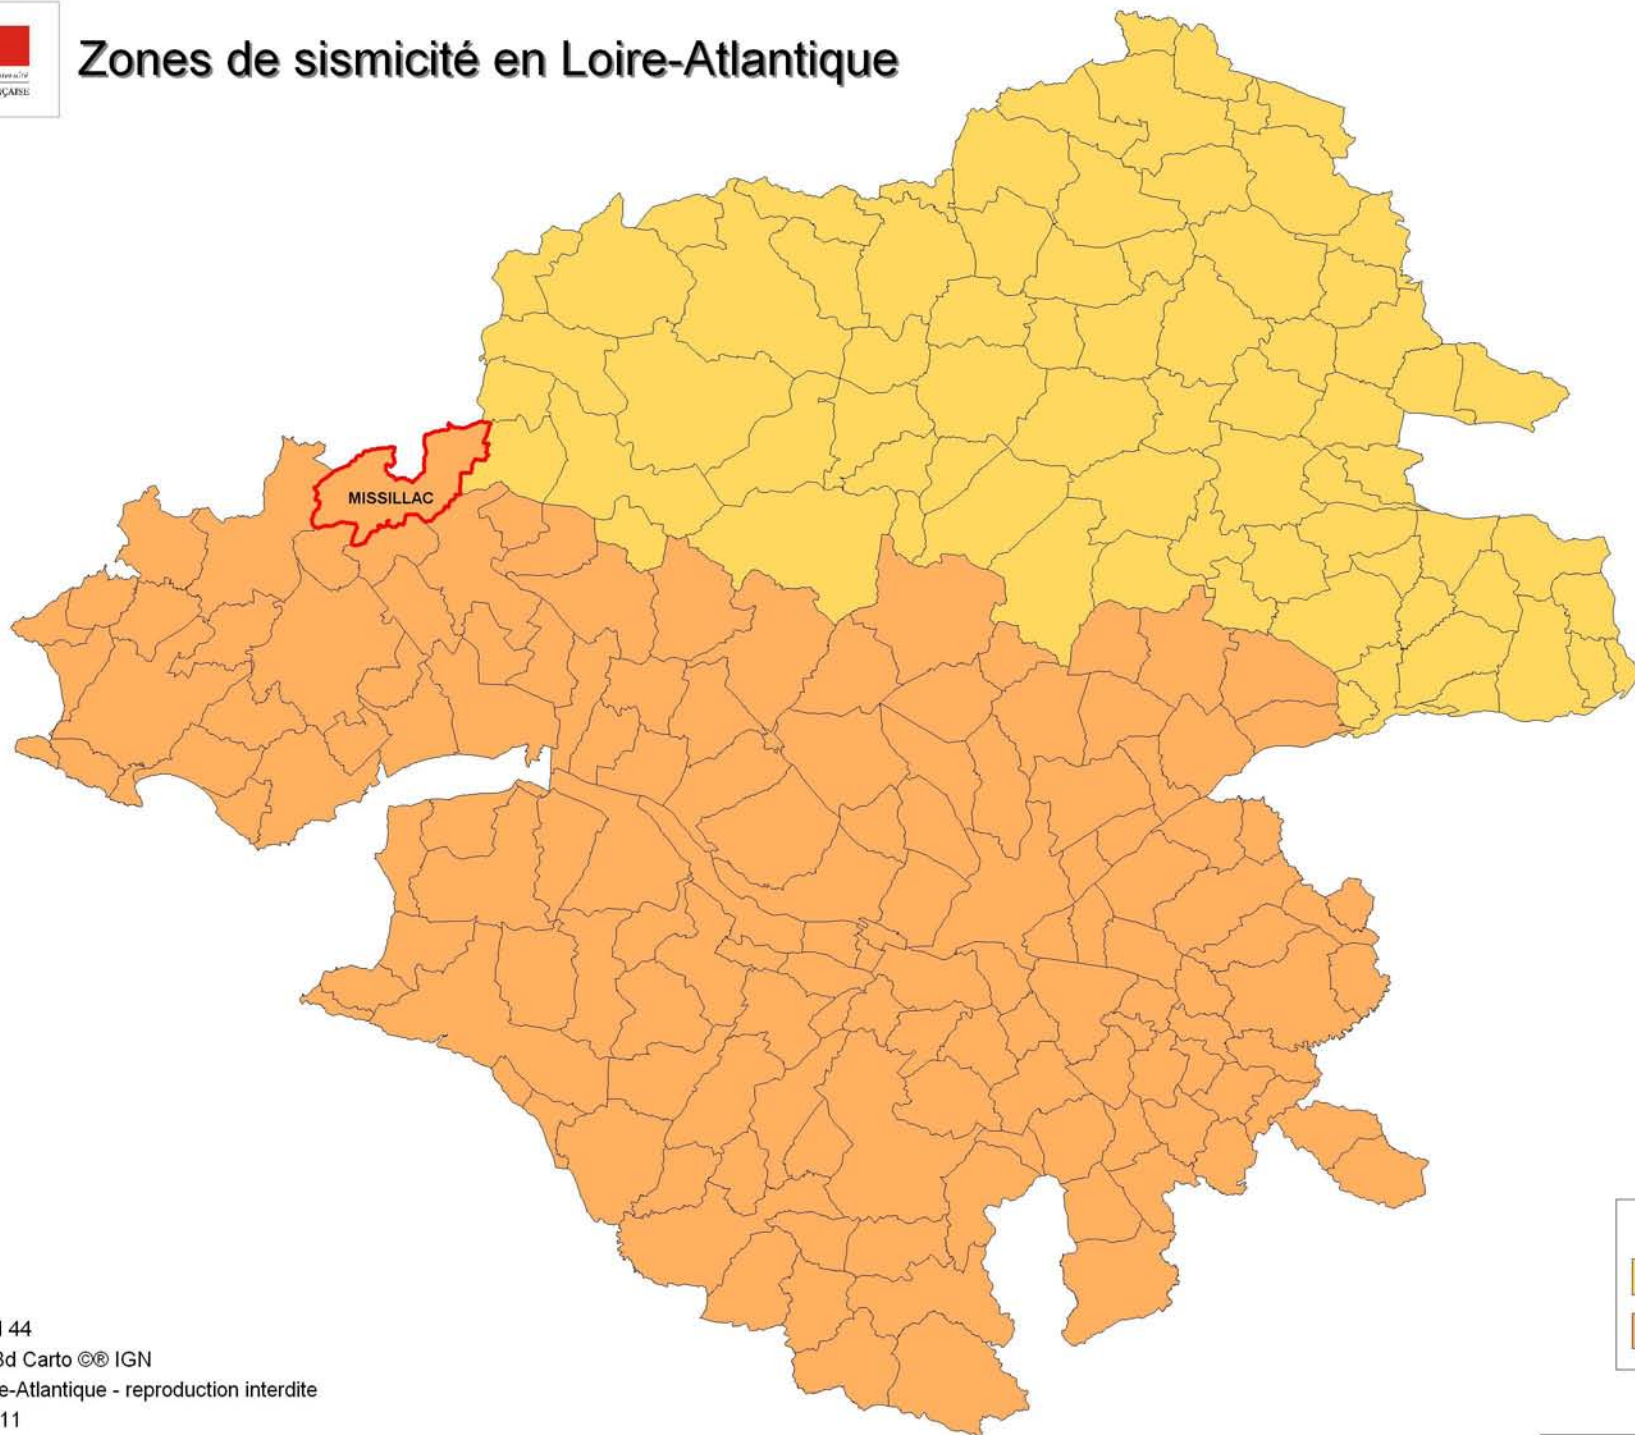 Zones de sismicité en Loire-Atlantique
MISSILLAC
44
3d Carto ©® IGN
e-Atlantique - reproduction interdite
11